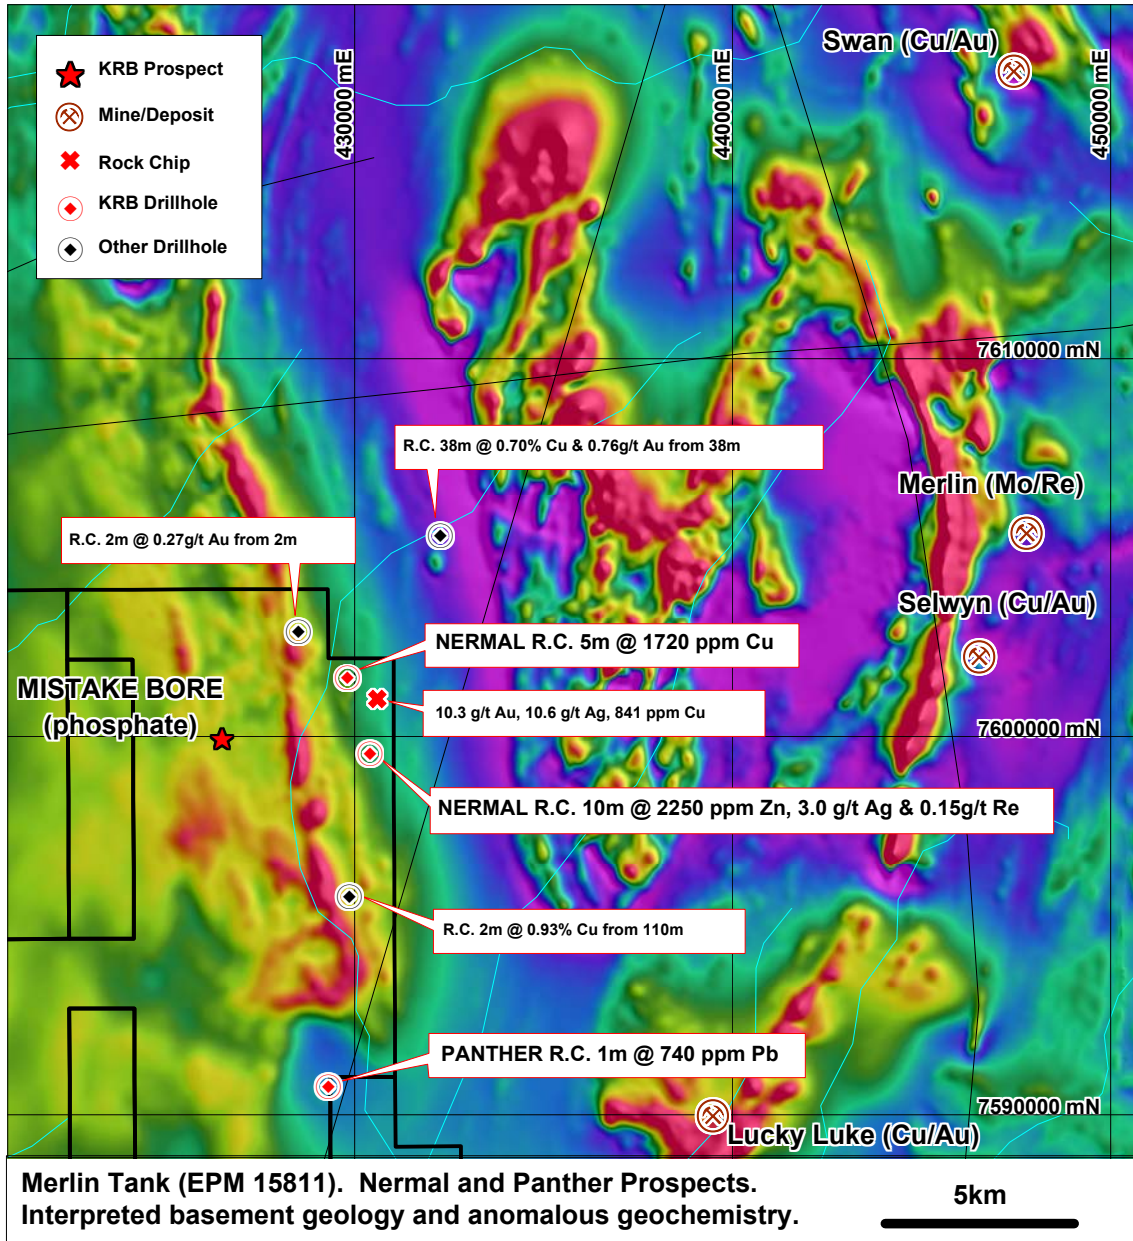 Swan (Cu/Au)
430000 mE
440000 mE
450000 mE
KRB Prospect
Mine/Deposit
Rock Chip
KRB Drillhole
Other Drillhole
7610000 mN
R.C. 38m @ 0.70% Cu & 0.76g/t Au from 38m
Merlin (Mo/Re)
R.C. 2m @ 0.27g/t Au from 2m
Selwyn (Cu/Au)
NERMAL R.C. 5m @ 1720 ppm Cu
MISTAKE BORE
(phosphate)
10.3 g/t Au, 10.6 g/t Ag, 841 ppm Cu
7600000 mN
NERMAL R.C. 10m @ 2250 ppm Zn, 3.0 g/t Ag & 0.15g/t Re
R.C. 2m @ 0.93% Cu from 110m
PANTHER R.C. 1m @ 740 ppm Pb
7590000 mN
Lucky Luke (Cu/Au)
Merlin Tank (EPM 15811).  Nermal and Panther Prospects.
Interpreted basement geology and anomalous geochemistry.
5km